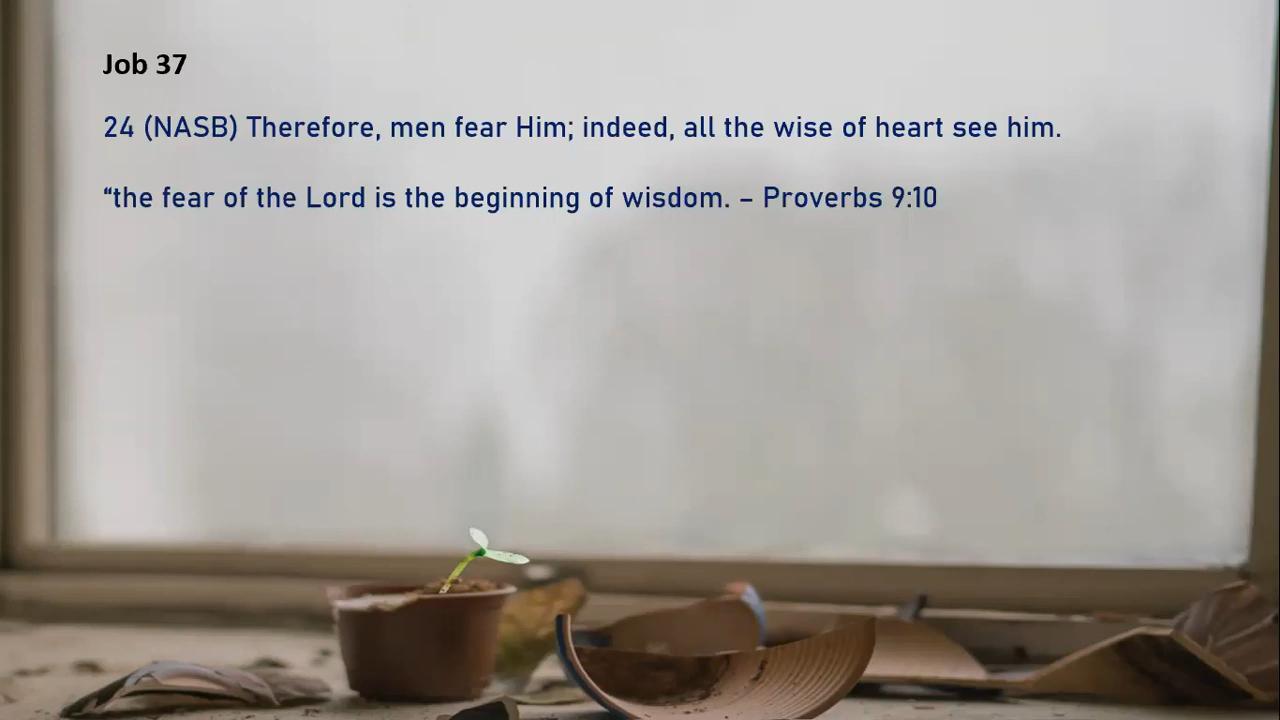 Job 37
24 (NASB) Therefore, men fear Him; indeed, all the wise of heart see him.
“the fear of the Lord is the beginning of wisdom. – Proverbs 9:10